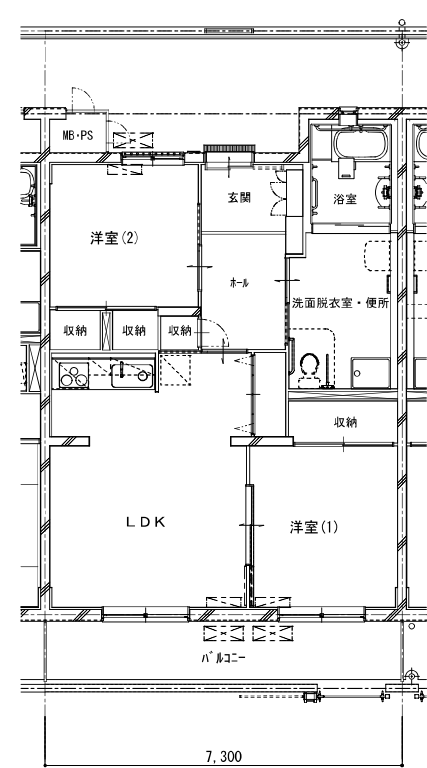 MB・PS
玄関
浴室
洋室(2)
ホール
洗面脱衣室・便所
収納
収納
収納
収納
LDK
洋室(1)
バルコニー
7,300